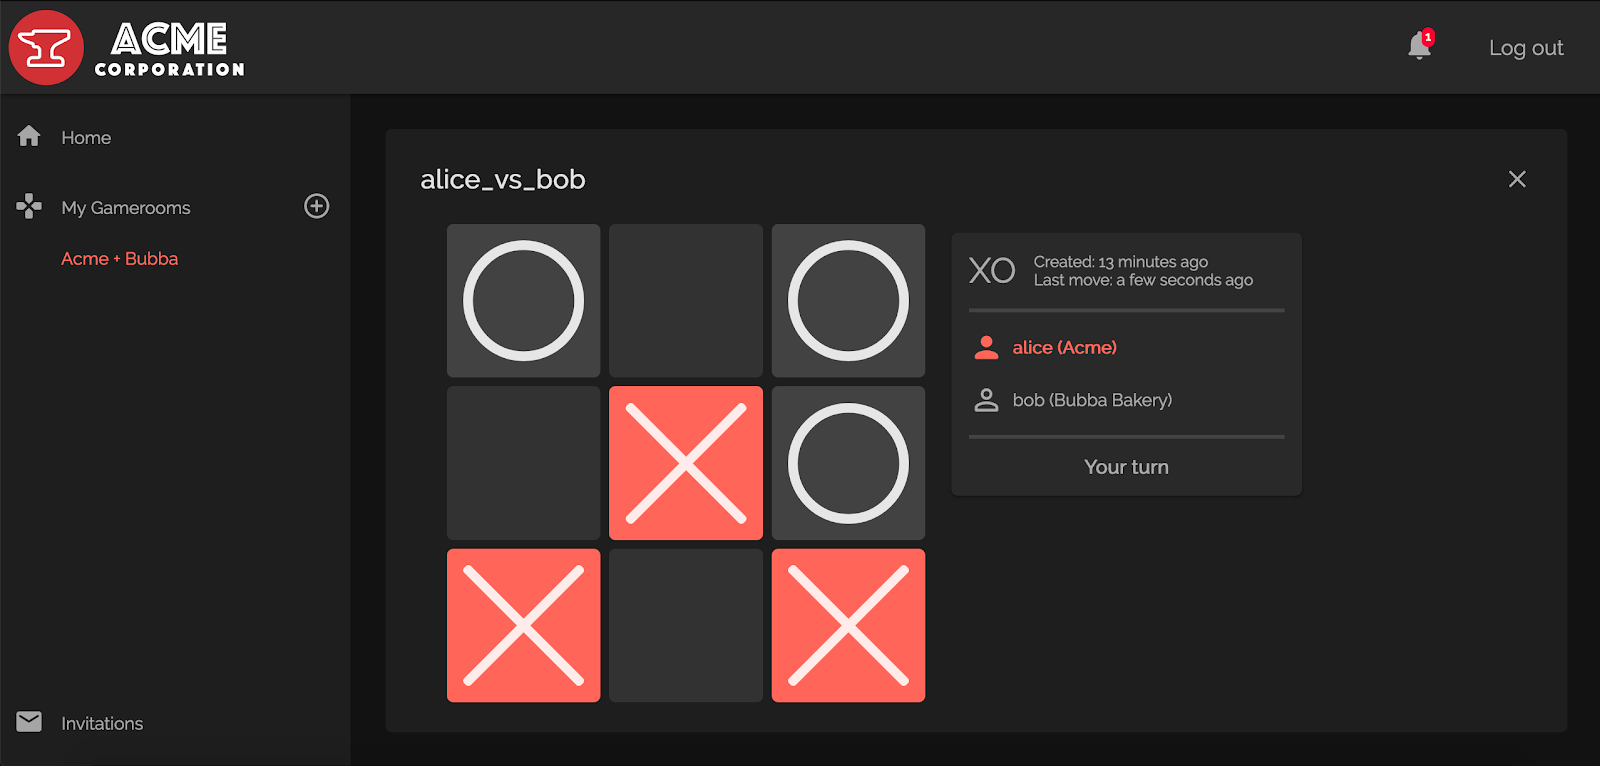 ACME
CORPORATION
1
Log out
Home
My Gamerooms
Acme + Bubba
Invitations
alice_vs_bob
XO
Created: 13 minutes ago
Last move: a few seconds ago
alice (Acme)
bob (Bubba Bakery)
Your turn